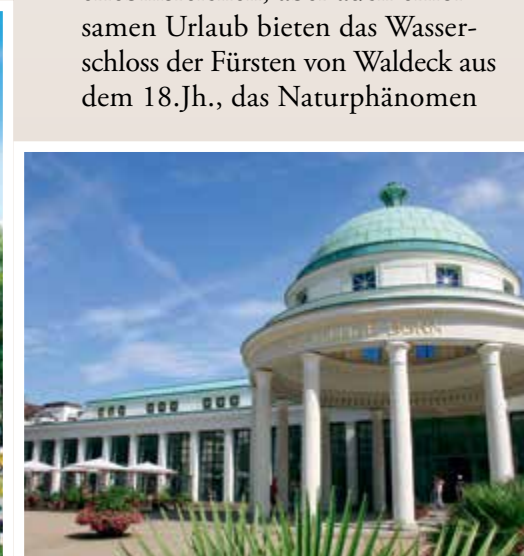 samen Urlaub bieten das Wasser-
schloss der Fürsten von Waldeck aus
dem 18.Jh., das Naturphänomen